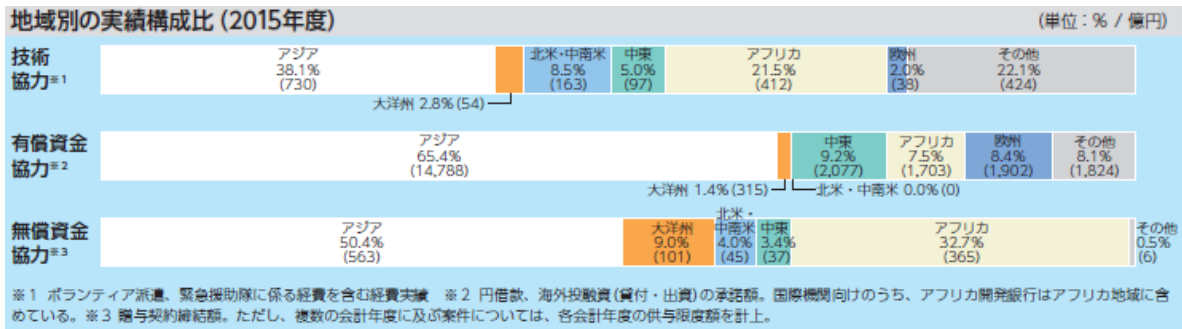 地域別の実績構成比(2015年度)
(単位：% / 億円)
技術
協力※1
アジア
38.1%
(730)
大洋州 2.8%(54)
北米・中南米
8.5%
(163)
中東
5.0%
(97)
アフリカ
21.5%
(412)
欧州
2.0%
(38)
その他
22.1%
(424)
有償資金
協力※2
アジア
65.4%
(14,788)
大洋州 1.4%(315)
北米・中南米 0.0%(0)
中東
9.2%
(2,077)
アフリカ
7.5%
(1,703)
欧州
8.4%
(1,902)
その他
8.1%
(1,824)
無償資金
協力※3
アジア
50.4%
(563)
大洋州
9.0%
(101)
北米・
中南米
4.0%
(45)
中東
3.4%
(37)
アフリカ
32.7%
(365)
その他
0.5%
(6)
※1 ボランティア派遣、緊急援助隊に係る経費を含む経費実績 ※2 円借款、海外投融資(貸付・出資)の承諾額。国際機関向けのうち、アフリカ開発銀行はアフリカ地域に含
めている。※3 贈与契約締結額。ただし、複数の会計年度に及ぶ案件については、各会計年度の供与限度額を計上。